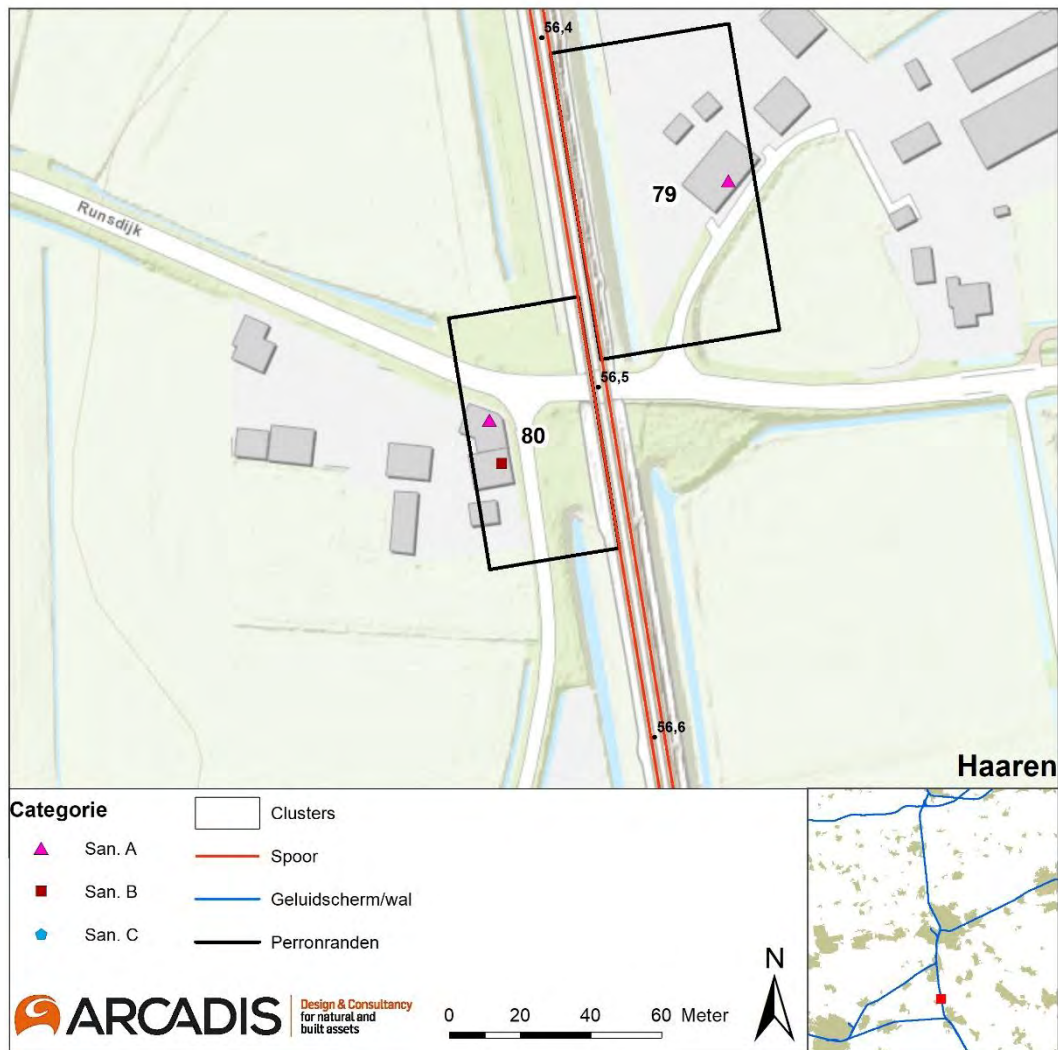 56,4
79
Runsdijk
56,5
80
56,6
Haaren
Categorie
San. A
San. B
San. C
Clusters
Spoor
Geluidscherm/wal
Perronranden
N
ARCADIS
Design & Consultancy
for natural and
built assets
0 20 40 60 Meter